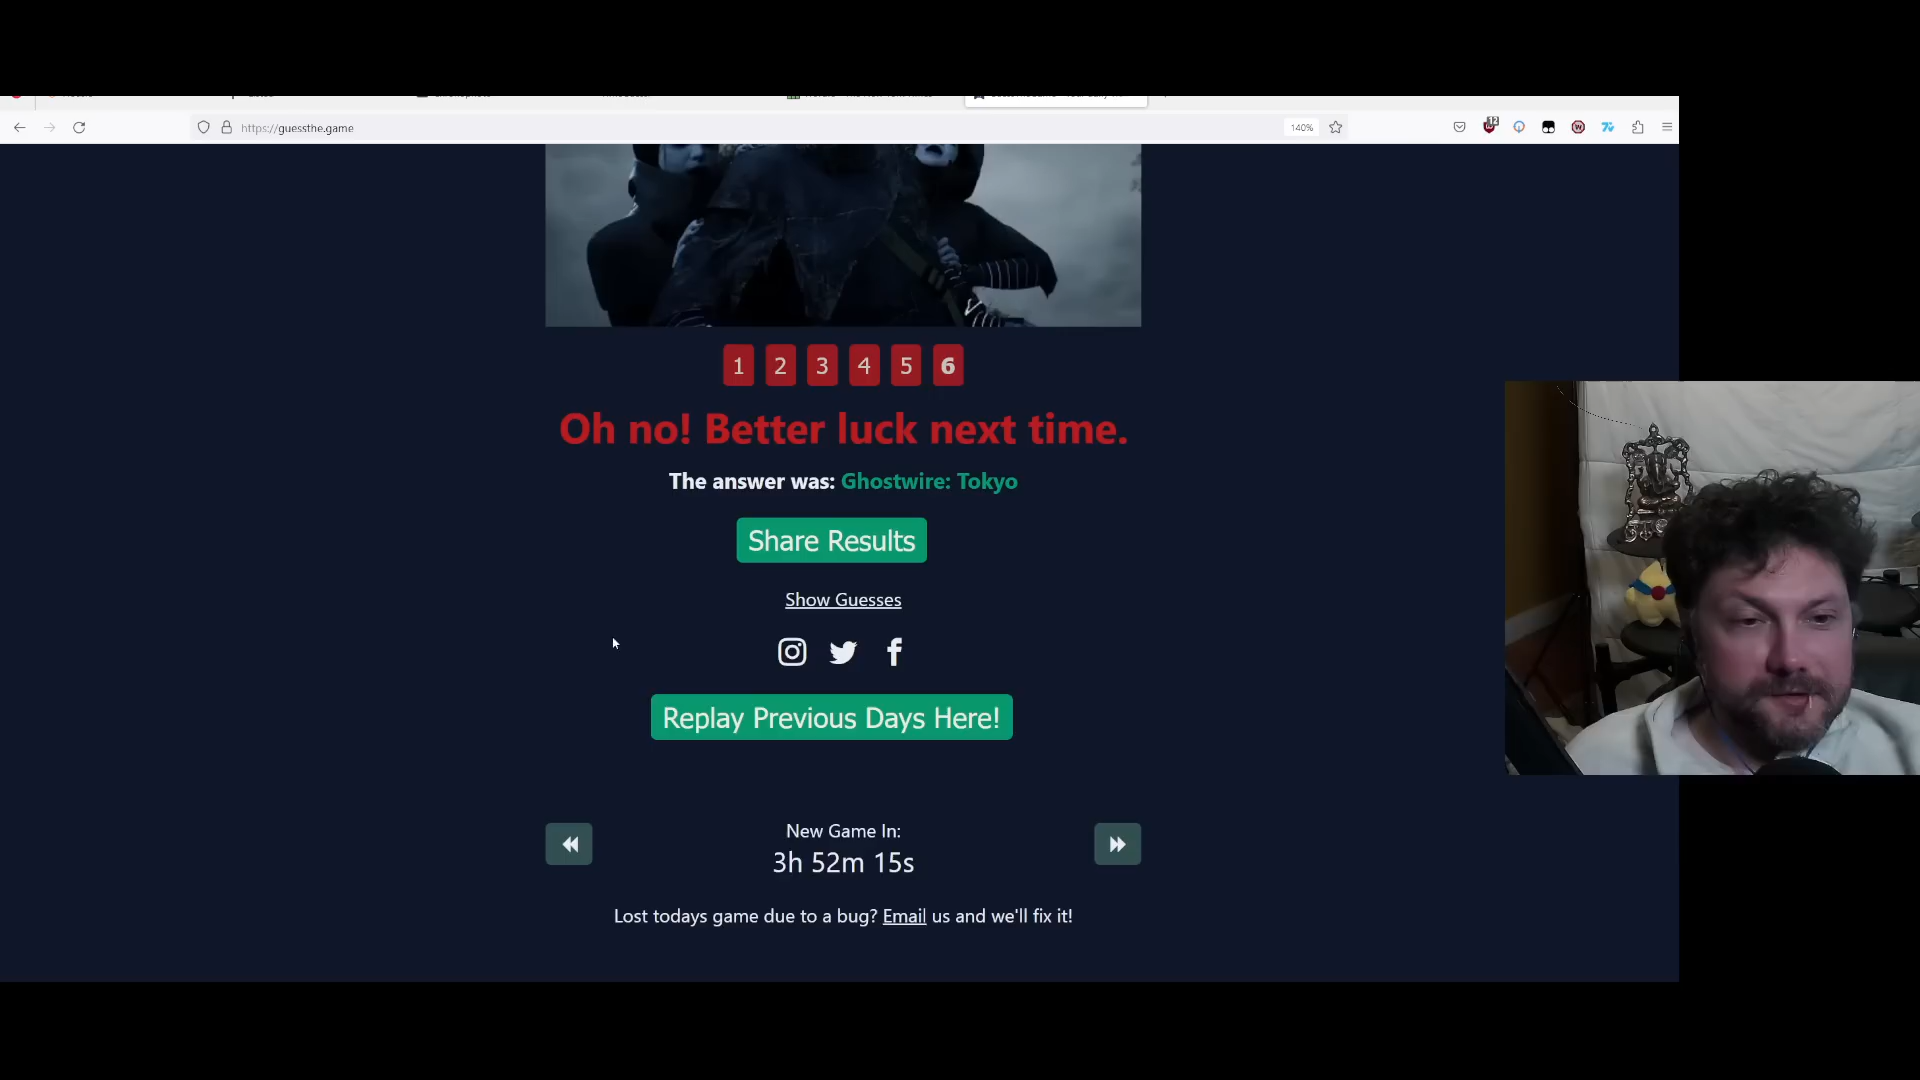 https://guessthe.game
140%
12
1 2 3 4 5 6
Oh no! Better luck next time.
The answer was: Ghostwire: Tokyo
Share Results
Show Guesses
Replay Previous Days Here!
New Game In:
3h 52m 15s
Lost todays game due to a bug? Email us and we'll fix it!